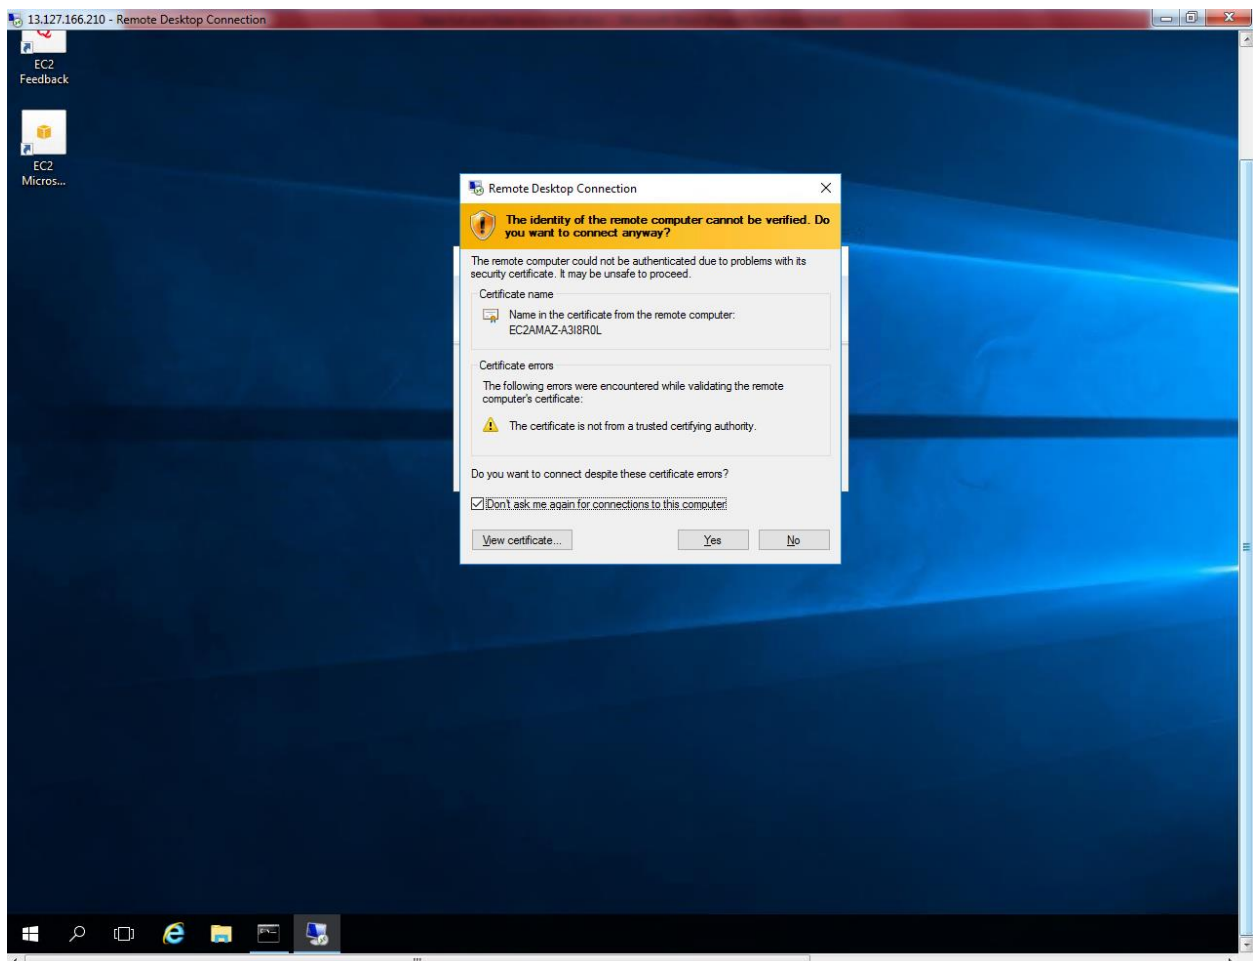 13.127.166.210 - Remote Desktop Connection
EC2
Feedback
EC2
Micros...
Remote Desktop Connection
The identity of the remote computer cannot be verified. Do
you want to connect anyway?
The remote computer could not be authenticated due to problems with its
security certificate. It may be unsafe to proceed.
Certificate name
Name in the certificate from the remote computer:
EC2AMAZ-A3I8R0L
Certificate errors
The following errors were encountered while validating the remote
computer's certificate:
The certificate is not from a trusted certifying authority.
Do you want to connect despite these certificate errors?
Don't ask me again for connections to this computer
View certificate...
Yes
No